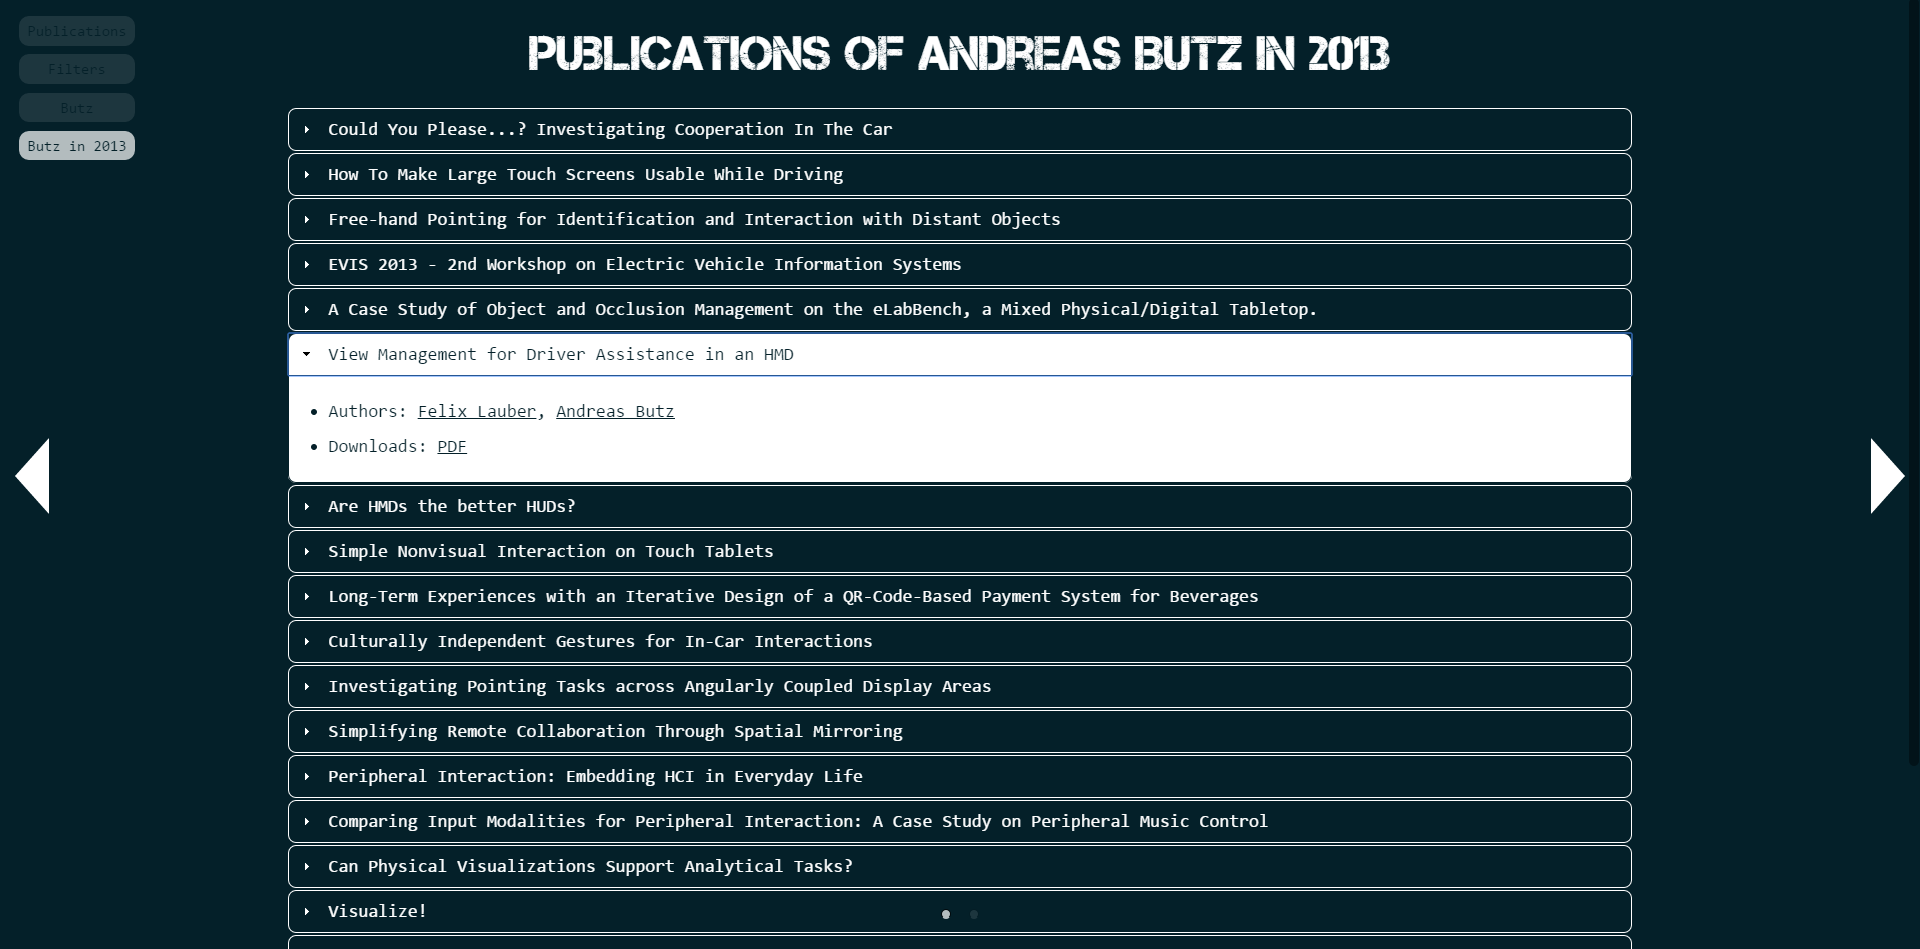 Publications
Filters
Butz
Butz in 2013
PUBLICATIONS OF ANDREAS BUTZ IN 2013
Could You Please...? Investigating Cooperation In The Car
How To Make Large Touch Screens Usable While Driving
Free-hand Pointing for Identification and Interaction with Distant Objects
EVIS 2013 - 2nd Workshop on Electric Vehicle Information Systems
A Case Study of Object and Occlusion Management on the eLabBench, a Mixed Physical/Digital Tabletop.
View Management for Driver Assistance in an HMD
Authors: Felix Lauber, Andreas Butz
Downloads: PDF
Are HMDs the better HUDs?
Simple Nonvisual Interaction on Touch Tablets
Long-Term Experiences with an Iterative Design of a QR-Code-Based Payment System for Beverages
Culturally Independent Gestures for In-Car Interactions
Investigating Pointing Tasks across Angularly Coupled Display Areas
Simplifying Remote Collaboration Through Spatial Mirroring
Peripheral Interaction: Embedding HCI in Everyday Life
Comparing Input Modalities for Peripheral Interaction: A Case Study on Peripheral Music Control
Can Physical Visualizations Support Analytical Tasks?
Visualize!